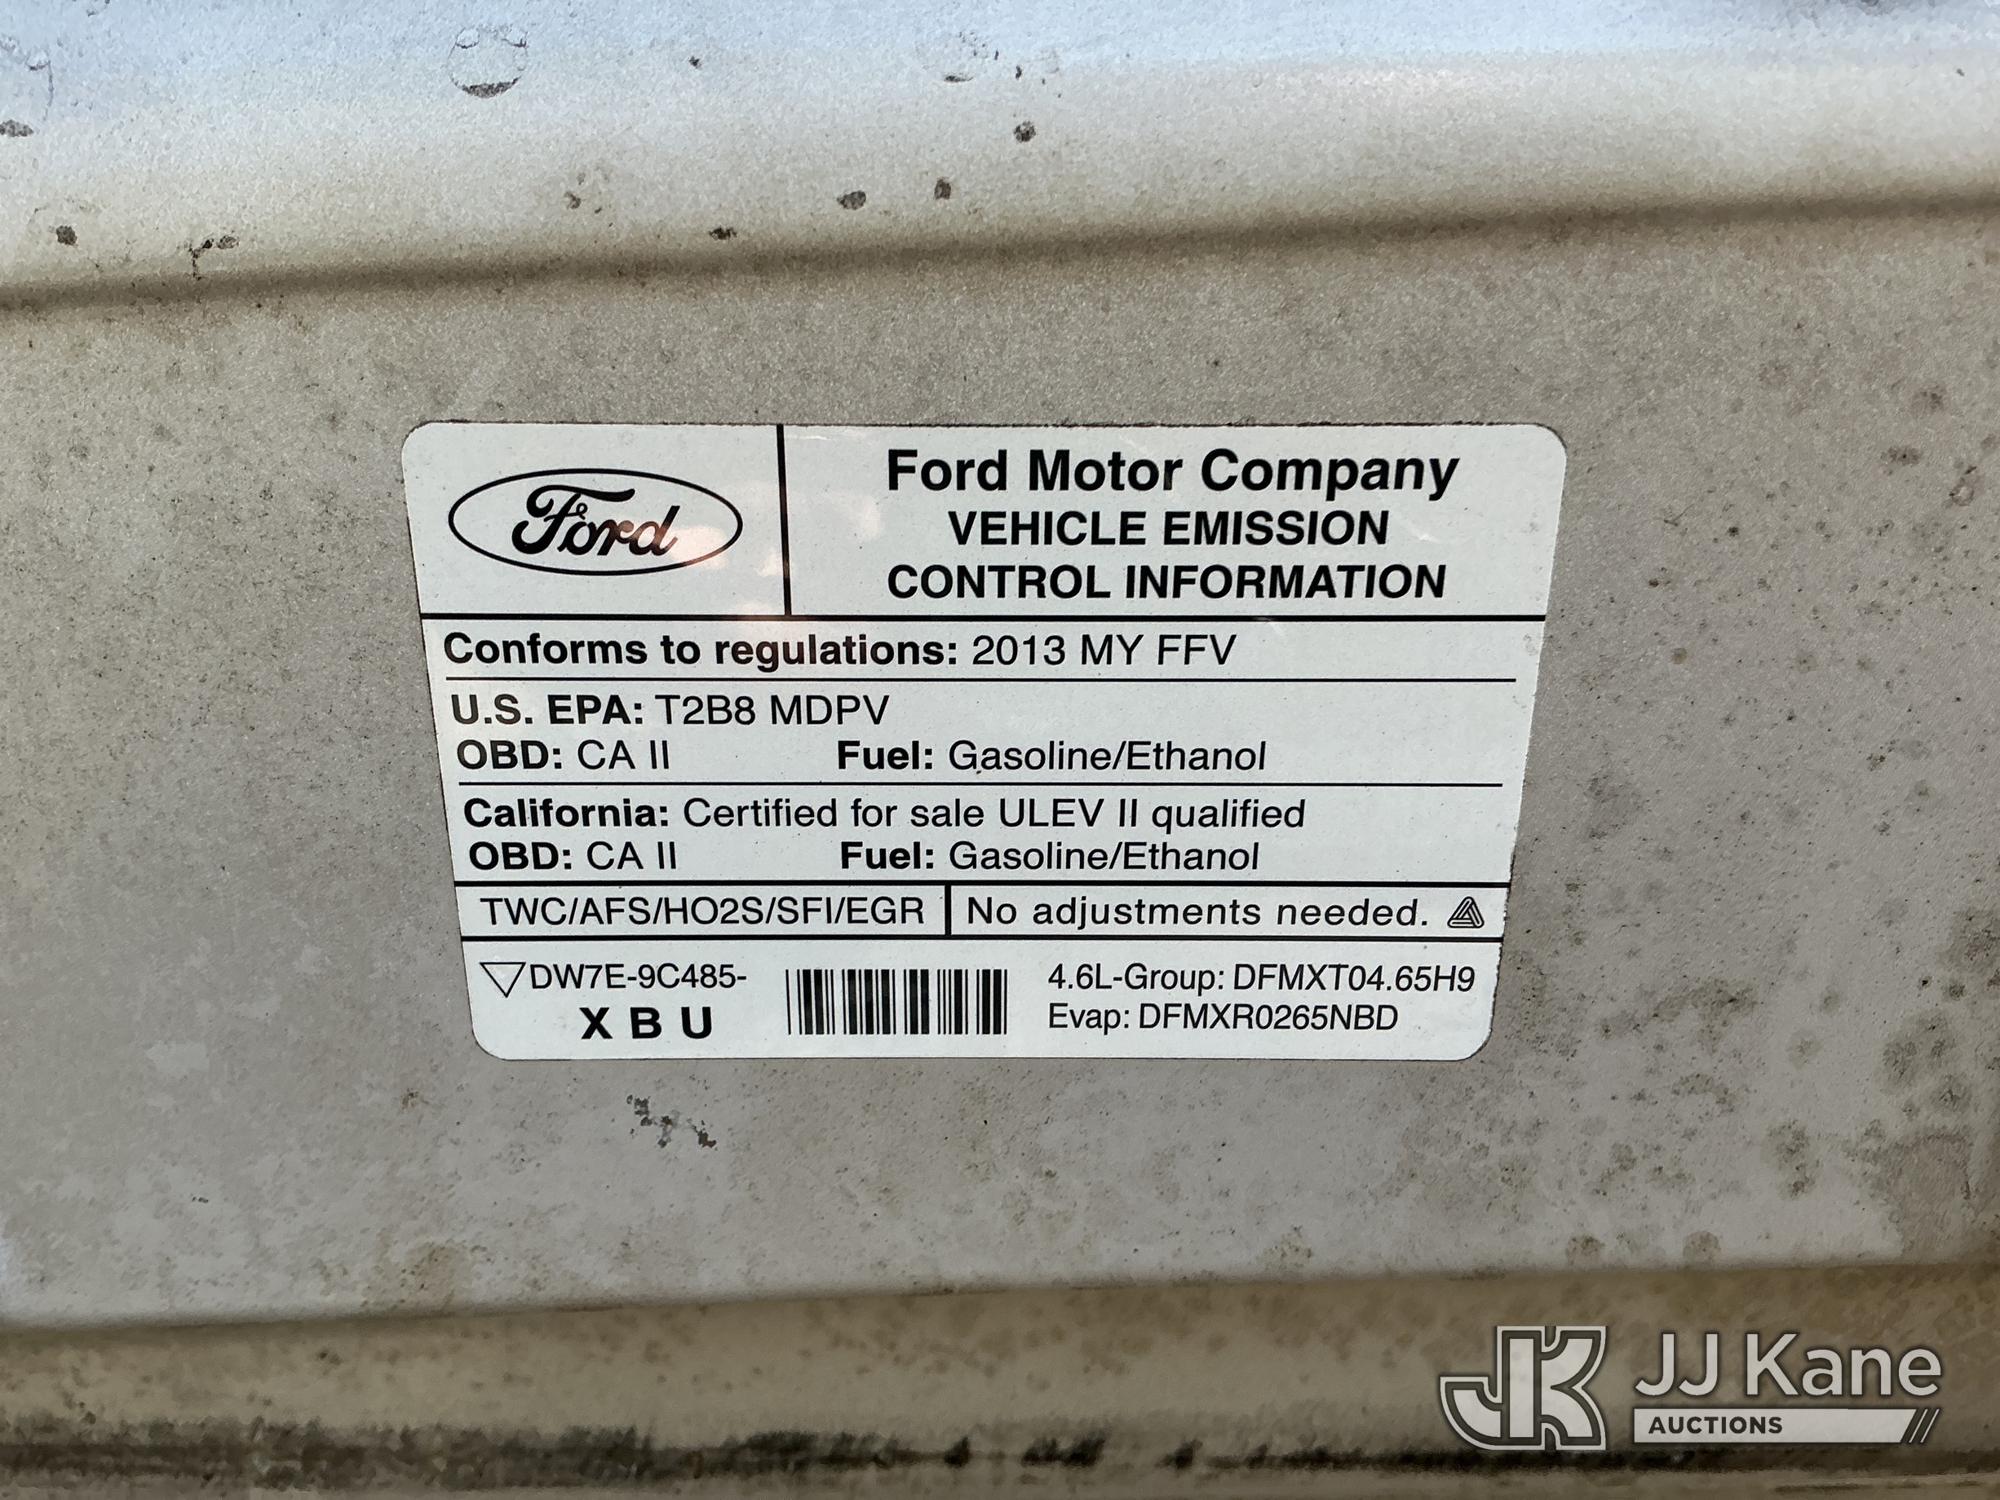 Ford
Ford Motor Company
VEHICLE EMISSION
CONTROL INFORMATION
Conforms to regulations: 2013 MY FFV
U.S. EPA: T2B8 MDPV
OBD: CA II Fuel: Gasoline/Ethanol
California: Certified for sale ULEV II qualified
OBD: CA II Fuel: Gasoline/Ethanol
TWC/AFS/HO2S/SFI/EGR No adjustments needed.
DW7E-9C485-
X B U
4.6L-Group: DFMXT04.65H9
Evap: DFMXR0265NBD
JK JJ Kane
AUCTIONS